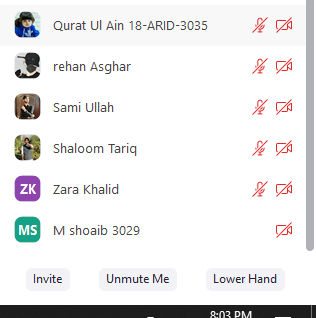 Qurat Ul Ain 18-ARID-3035
rehan Asghar
Sami Ullah
Shaloom Tariq
ZK Zara Khalid
MS M shoaib 3029
Invite Unmute Me Lower Hand
8:03 PM